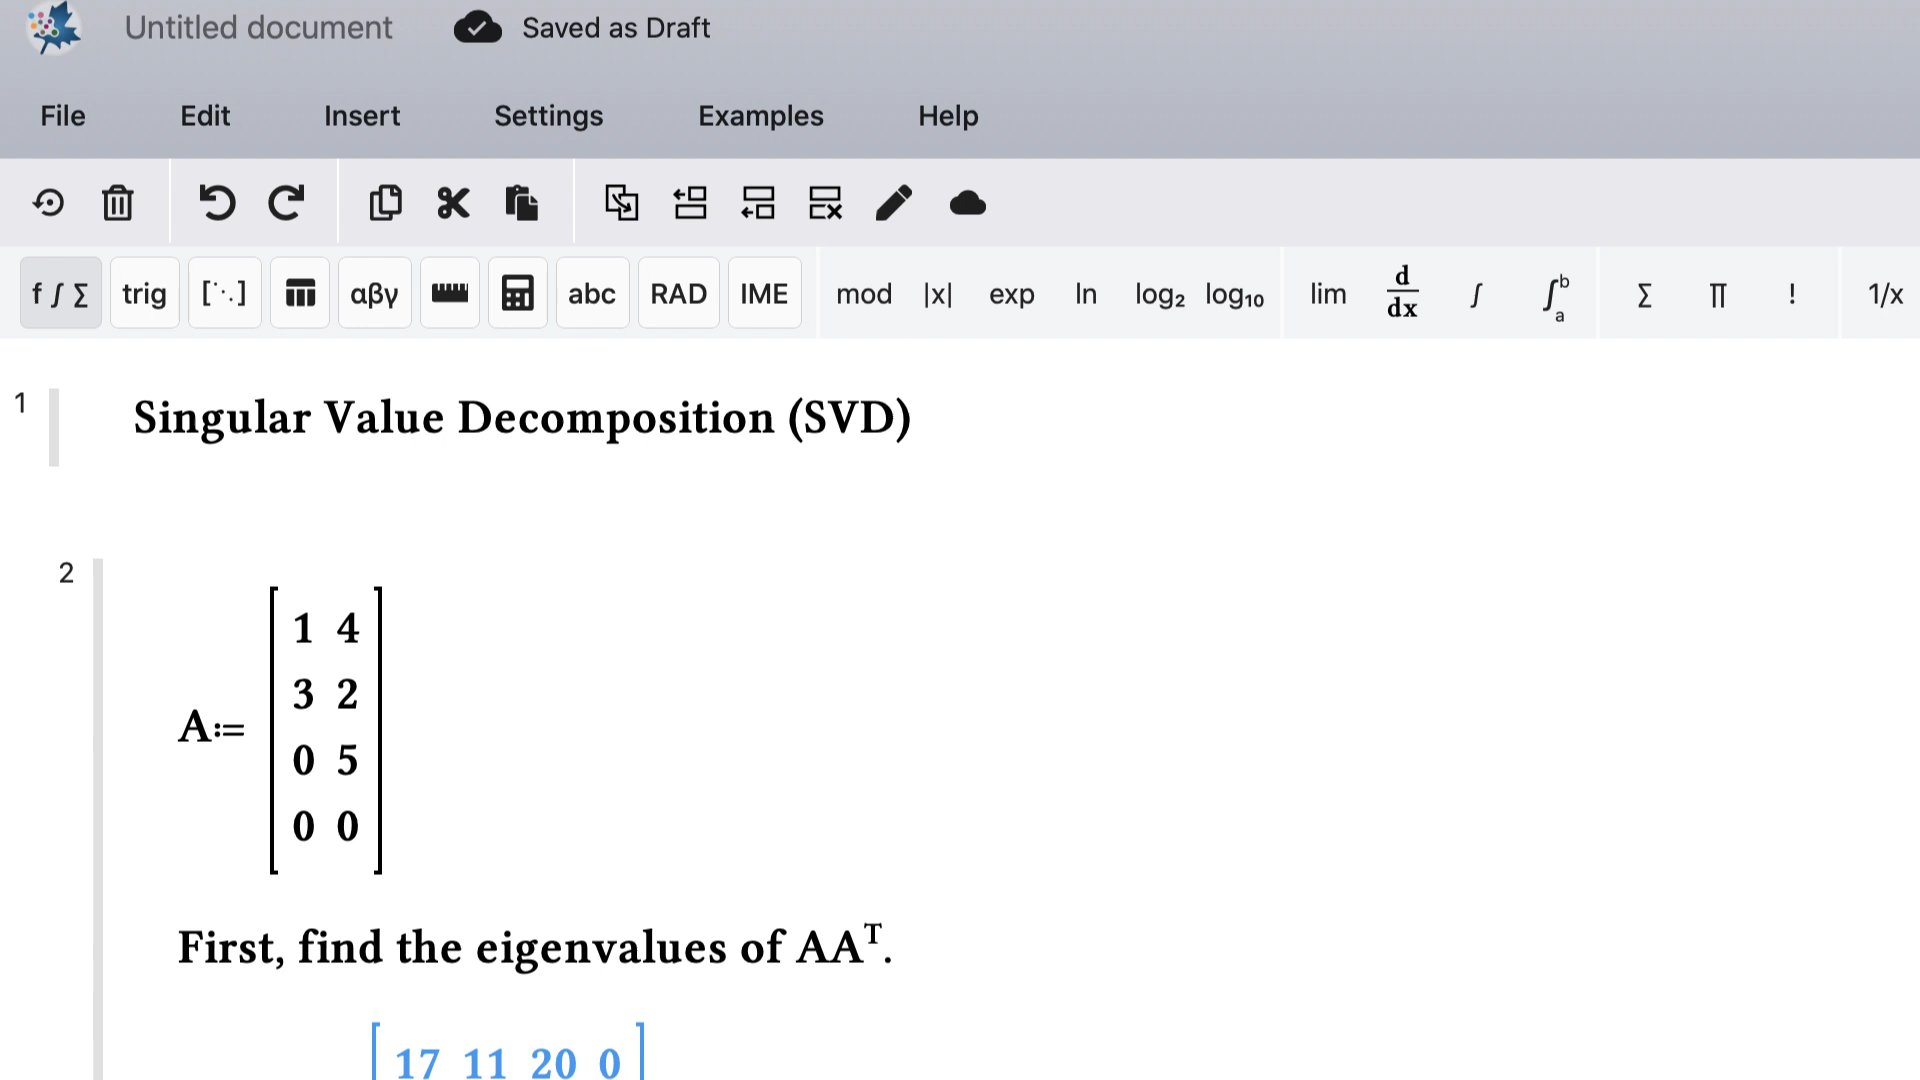 Untitled document Saved as Draft
File Edit Insert Settings Examples Help
f ∫ Σ trig [⋱] αβγ abc RAD IME mod |x| exp ln log₂ log₁₀ lim d/dx ∫ ∫ₐᵇ Σ Π ! 1/x
1 Singular Value Decomposition (SVD)
2
1 4
3 2
A:=
0 5
0 0
First, find the eigenvalues of AAᵀ.
17 11 20 0